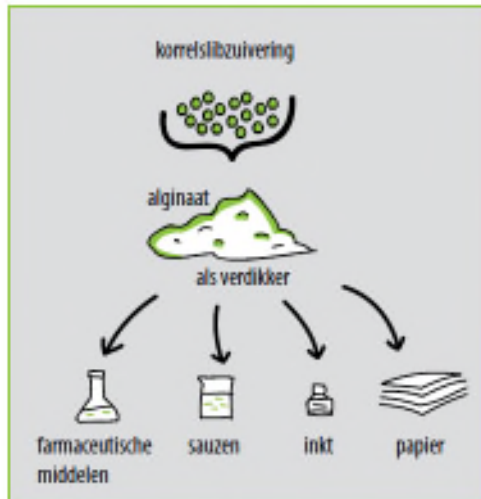 korrelslibzuivering
alginaat
als verdikker
farmaceutische middelen
sauzen
inkt
papier